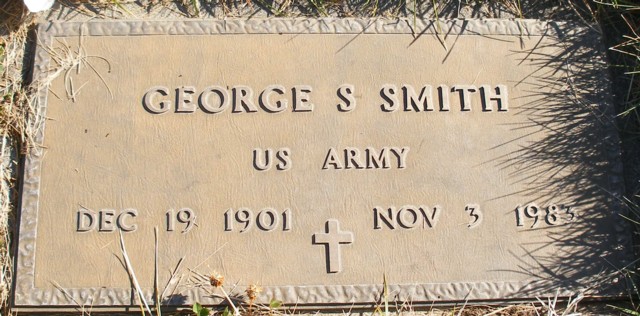 GEORGE S SMITH
US ARMY
DEC 19 1901 NOV 3 1983